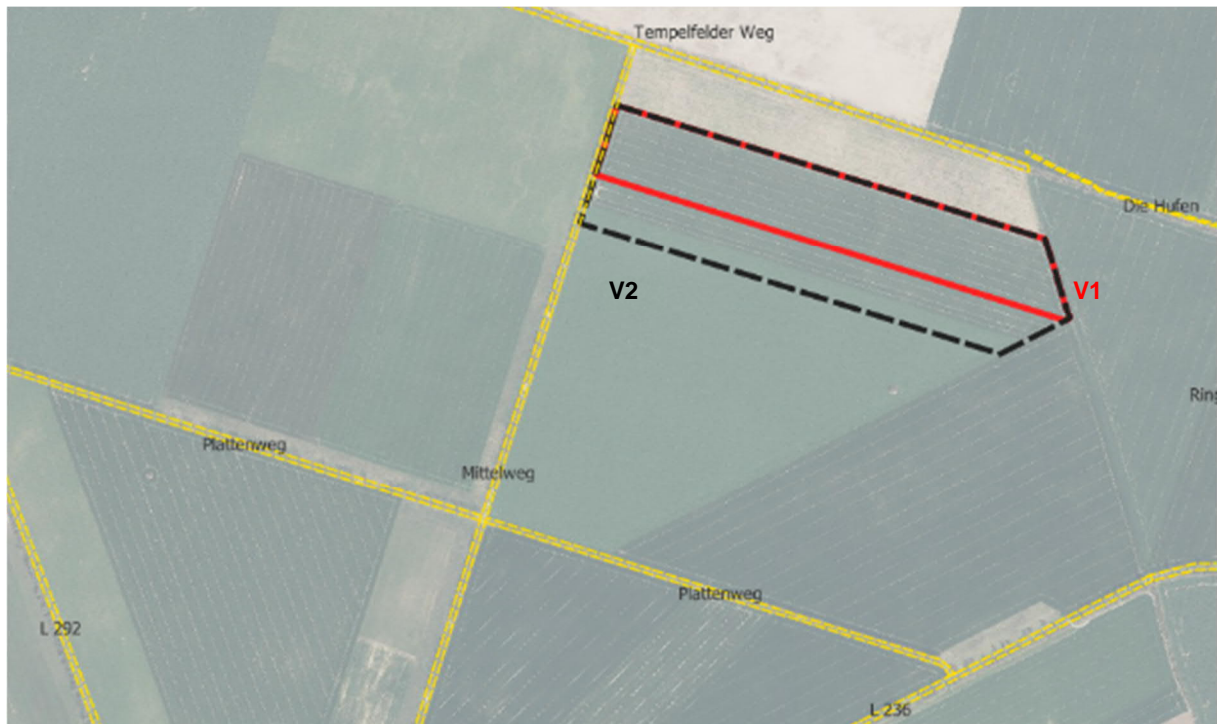 Tempelfelder Weg
Die Hufen
V2
V1
Ring
Plattenweg
Mittelweg
Plattenweg
L 292
L 236